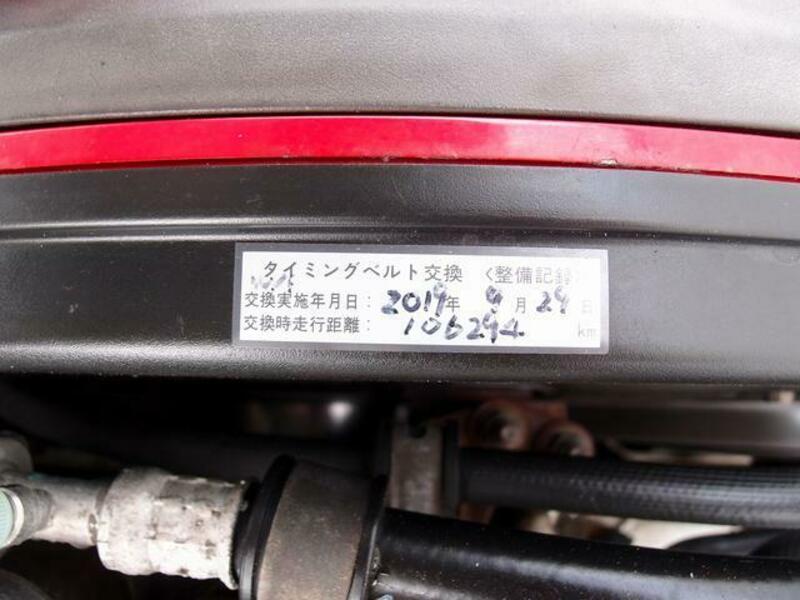 タイミングベルト交換 〈整備記録〉
交換実施年月日：2019年 9月 29日
交換時走行距離： 106294 km